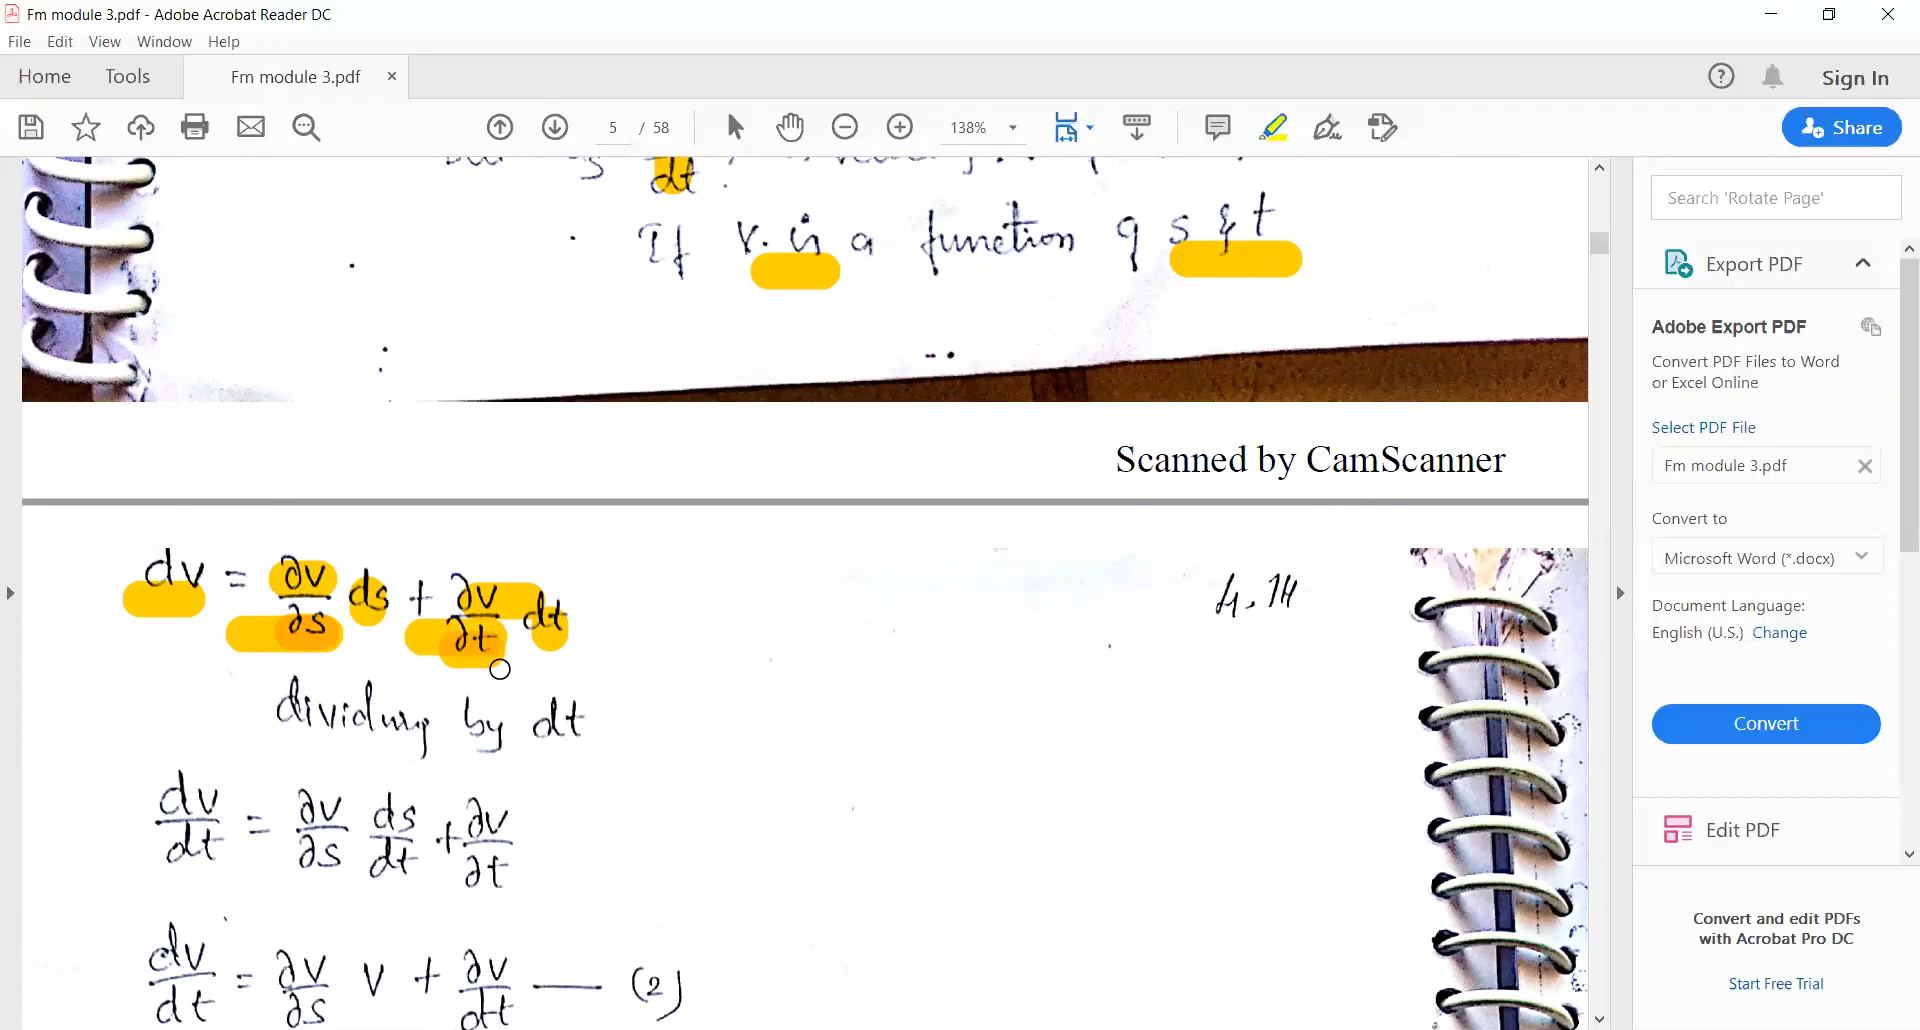 Fm module 3.pdf - Adobe Acrobat Reader DC
File Edit View Window Help
Home Tools Fm module 3.pdf × Sign In
5 / 58 138% Share
dt
If V. is a function of s & t
Scanned by CamScanner
dv = ∂v/∂s ds + ∂v/∂t dt
4.14
dividing by dt
dv/dt = ∂v/∂s ds/dt + ∂v/∂t
dv/dt = ∂v/∂s v + ∂v/dt — (2)
Search 'Rotate Page'
Export PDF
Adobe Export PDF
Convert PDF Files to Word
or Excel Online
Select PDF File
Fm module 3.pdf
Convert to
Microsoft Word (*.docx)
Document Language:
English (U.S.) Change
Convert
Edit PDF
Convert and edit PDFs
with Acrobat Pro DC
Start Free Trial